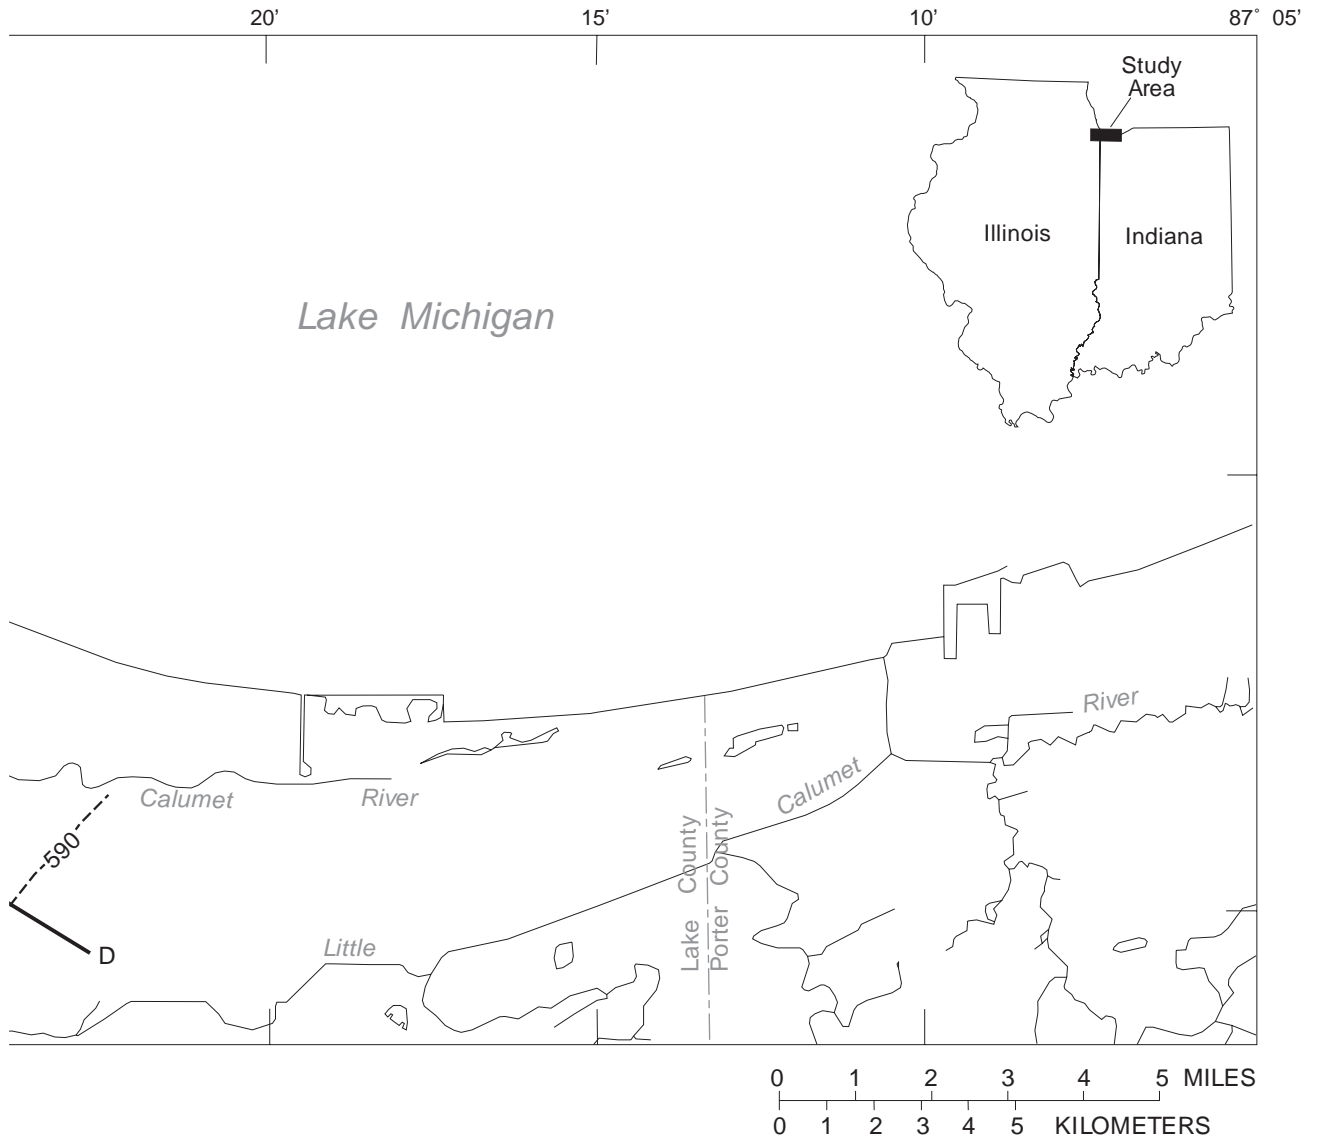 20’ 15’ 10’ 87° 05’
Study
Area
Illinois
Indiana
Lake Michigan
River
Calumet
Calumet
River
590
Lake County
Porter County
Little
D
0 1 2 3 4 5 MILES
0 1 2 3 4 5 KILOMETERS